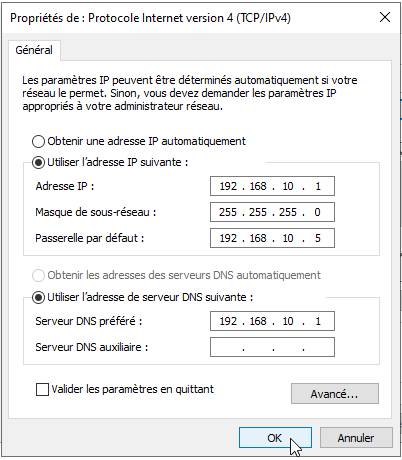 Propriétés de : Protocole Internet version 4 (TCP/IPv4)
Général
Les paramètres IP peuvent être déterminés automatiquement si votre
réseau le permet. Sinon, vous devez demander les paramètres IP
appropriés à votre administrateur réseau.
Obtenir une adresse IP automatiquement
Utiliser l'adresse IP suivante :
Adresse IP : 192 . 168 . 10 . 1
Masque de sous-réseau : 255 . 255 . 255 . 0
Passerelle par défaut : 192 . 168 . 10 . 5
Obtenir les adresses des serveurs DNS automatiquement
Utiliser l'adresse de serveur DNS suivante :
Serveur DNS préféré : 192 . 168 . 10 . 1
Serveur DNS auxiliaire : . . .
Valider les paramètres en quittant
Avancé...
OK Annuler